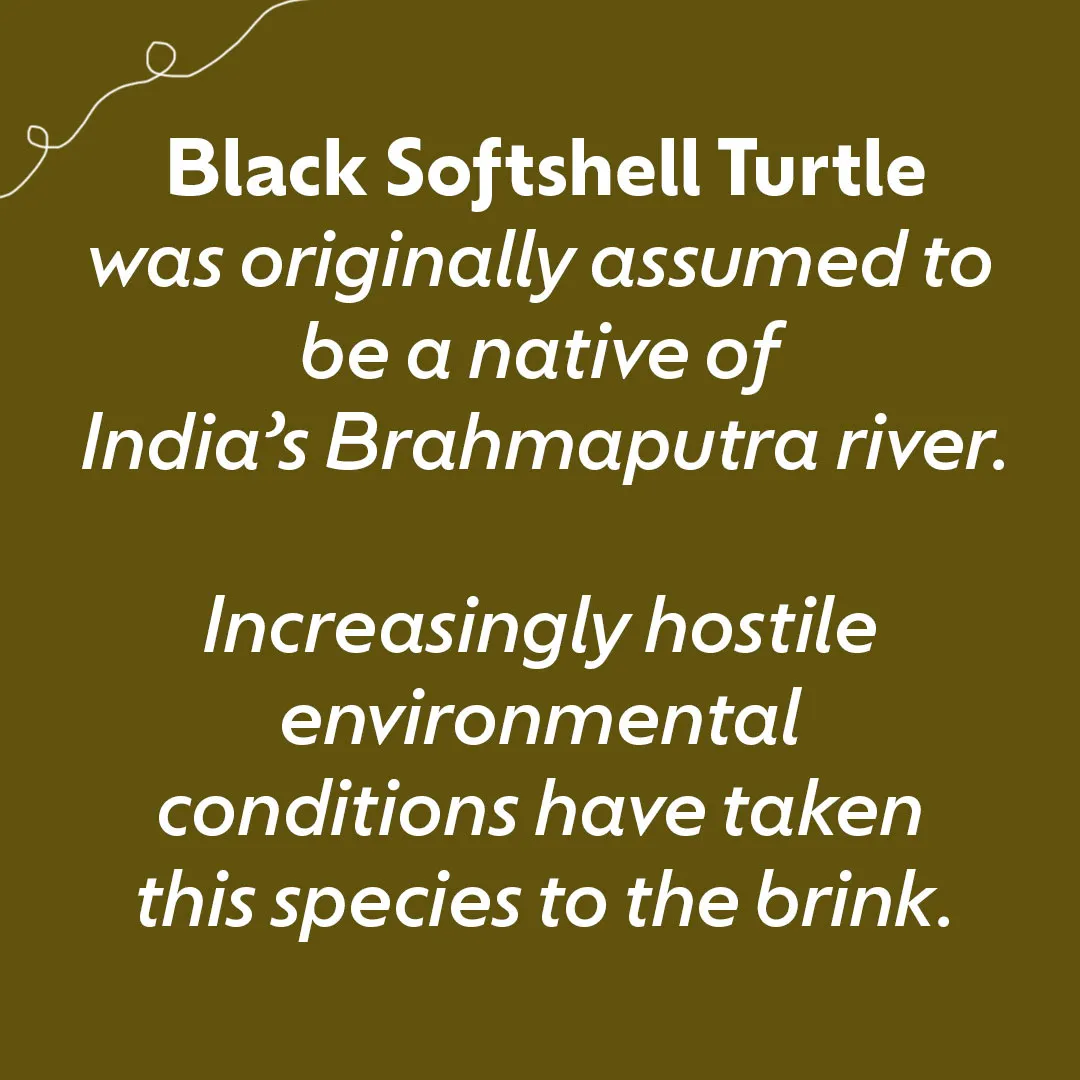 Black Softshell Turtle
was originally assumed to
be a native of
India’s Brahmaputra river.
Increasingly hostile
environmental
conditions have taken
this species to the brink.